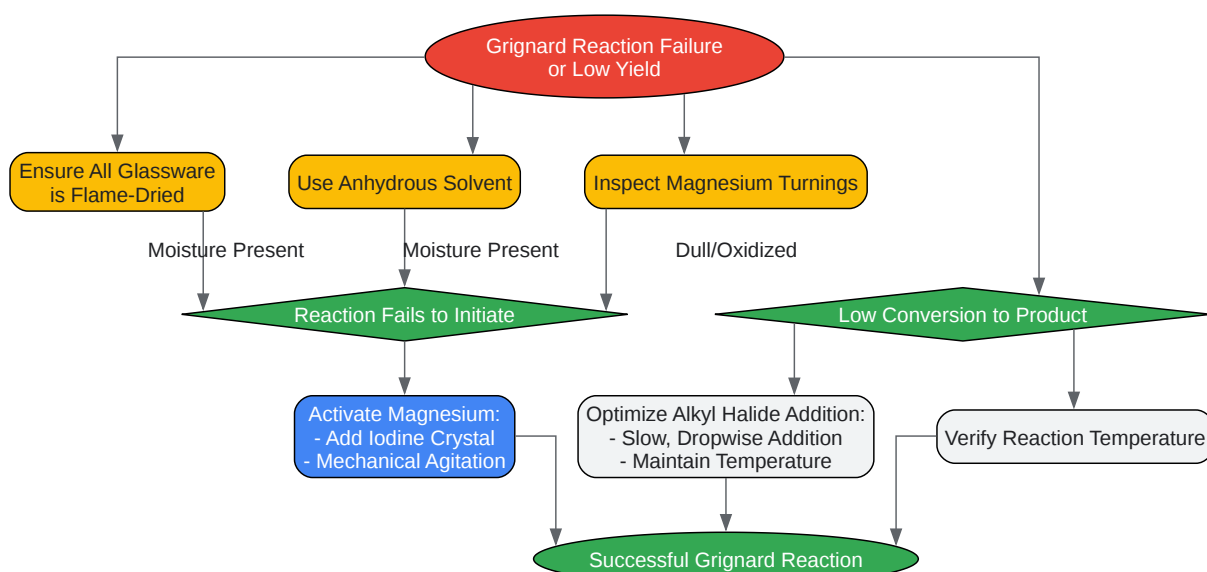 Grignard Reaction Failure
or Low Yield
Ensure All Glassware
is Flame-Dried
Use Anhydrous Solvent
Inspect Magnesium Turnings
Moisture Present
Moisture Present
Dull/Oxidized
Reaction Fails to Initiate
Low Conversion to Product
Activate Magnesium:
- Add Iodine Crystal
- Mechanical Agitation
Optimize Alkyl Halide Addition:
- Slow, Dropwise Addition
- Maintain Temperature
Verify Reaction Temperature
Successful Grignard Reaction